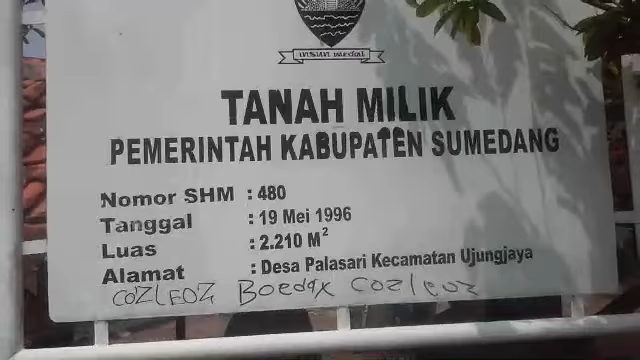 INSUN MEDAL
TANAH MILIK
PEMERINTAH KABUPATEN SUMEDANG
Nomor SHM : 480
Tanggal : 19 Mei 1996
Luas : 2.210 M²
Alamat : Desa Palasari Kecamatan Ujungjaya
COZLEOZ Boedax cozleoz